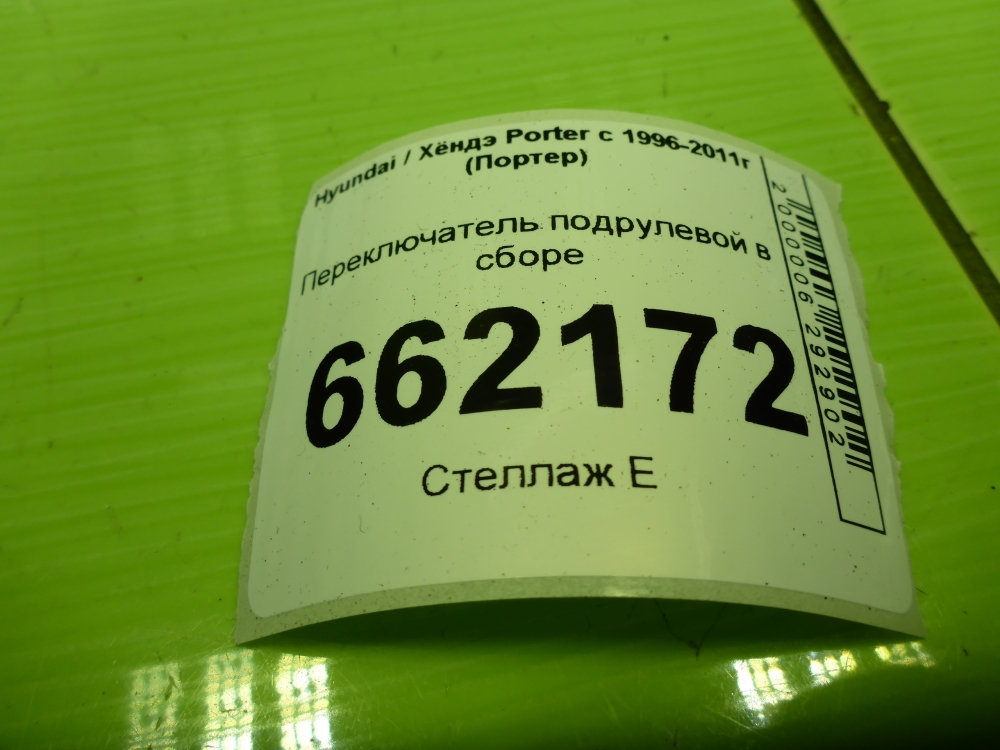 Hyundai / Хёндэ Porter с 1996-2011г
(Портер)
Переключатель подрулевой в
сборе
662172
Стеллаж Е
2000006292902